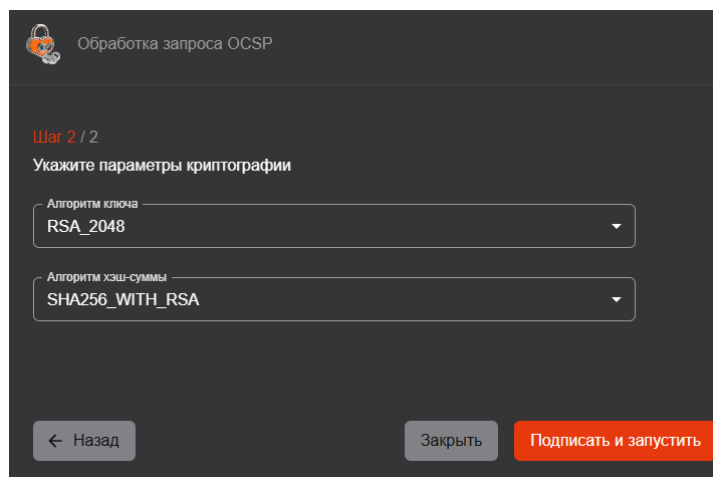 Обработка запроса OCSP
Шаг 2 / 2
Укажите параметры криптографии
Алгоритм ключа
RSA_2048
Алгоритм хэш-суммы
SHA256_WITH_RSA
Назад
Закрыть
Подписать и запустить